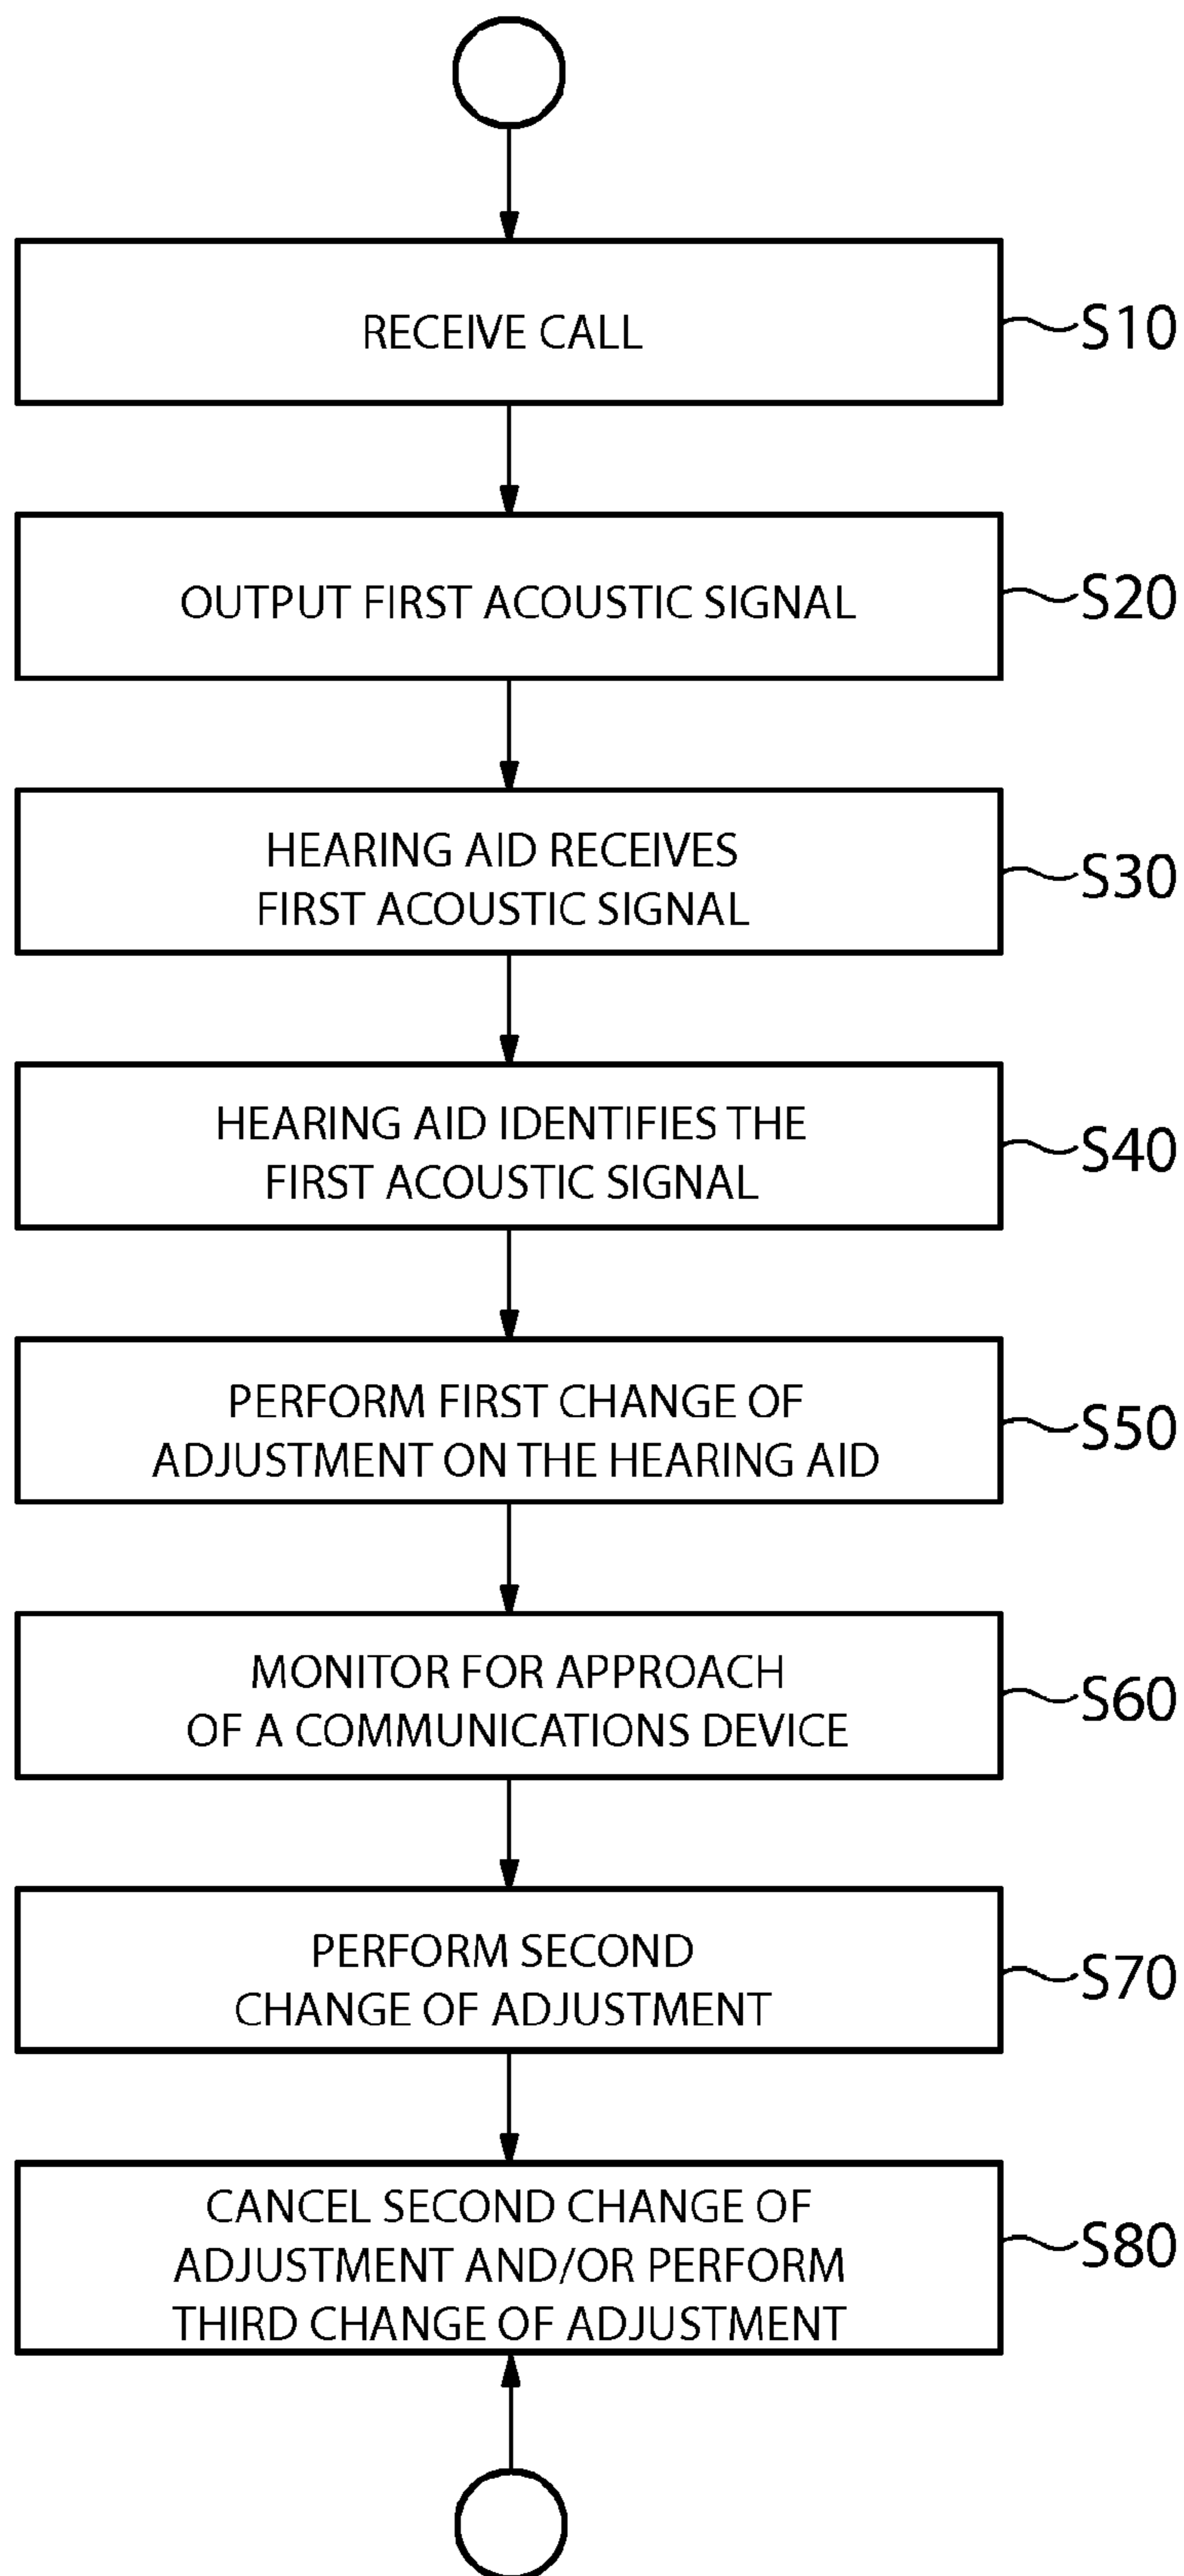 RECEIVE CALL
S10
OUTPUT FIRST ACOUSTIC SIGNAL
S20
HEARING AID RECEIVES
FIRST ACOUSTIC SIGNAL
S30
HEARING AID IDENTIFIES THE
FIRST ACOUSTIC SIGNAL
S40
PERFORM FIRST CHANGE OF
ADJUSTMENT ON THE HEARING AID
S50
MONITOR FOR APPROACH
OF A COMMUNICATIONS DEVICE
S60
PERFORM SECOND
CHANGE OF ADJUSTMENT
S70
CANCEL SECOND CHANGE OF
ADJUSTMENT AND/OR PERFORM
THIRD CHANGE OF ADJUSTMENT
S80